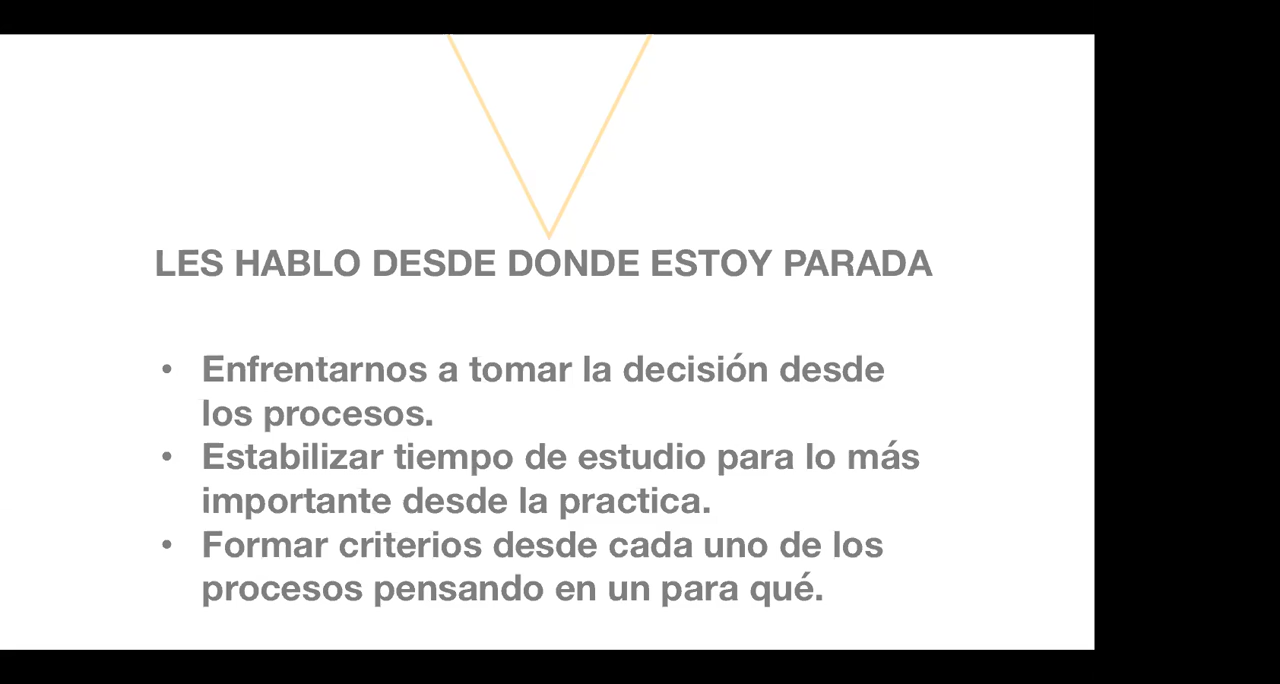 LES HABLO DESDE DONDE ESTOY PARADA
• Enfrentarnos a tomar la decisión desde
los procesos.
• Estabilizar tiempo de estudio para lo más
importante desde la practica.
• Formar criterios desde cada uno de los
procesos pensando en un para qué.